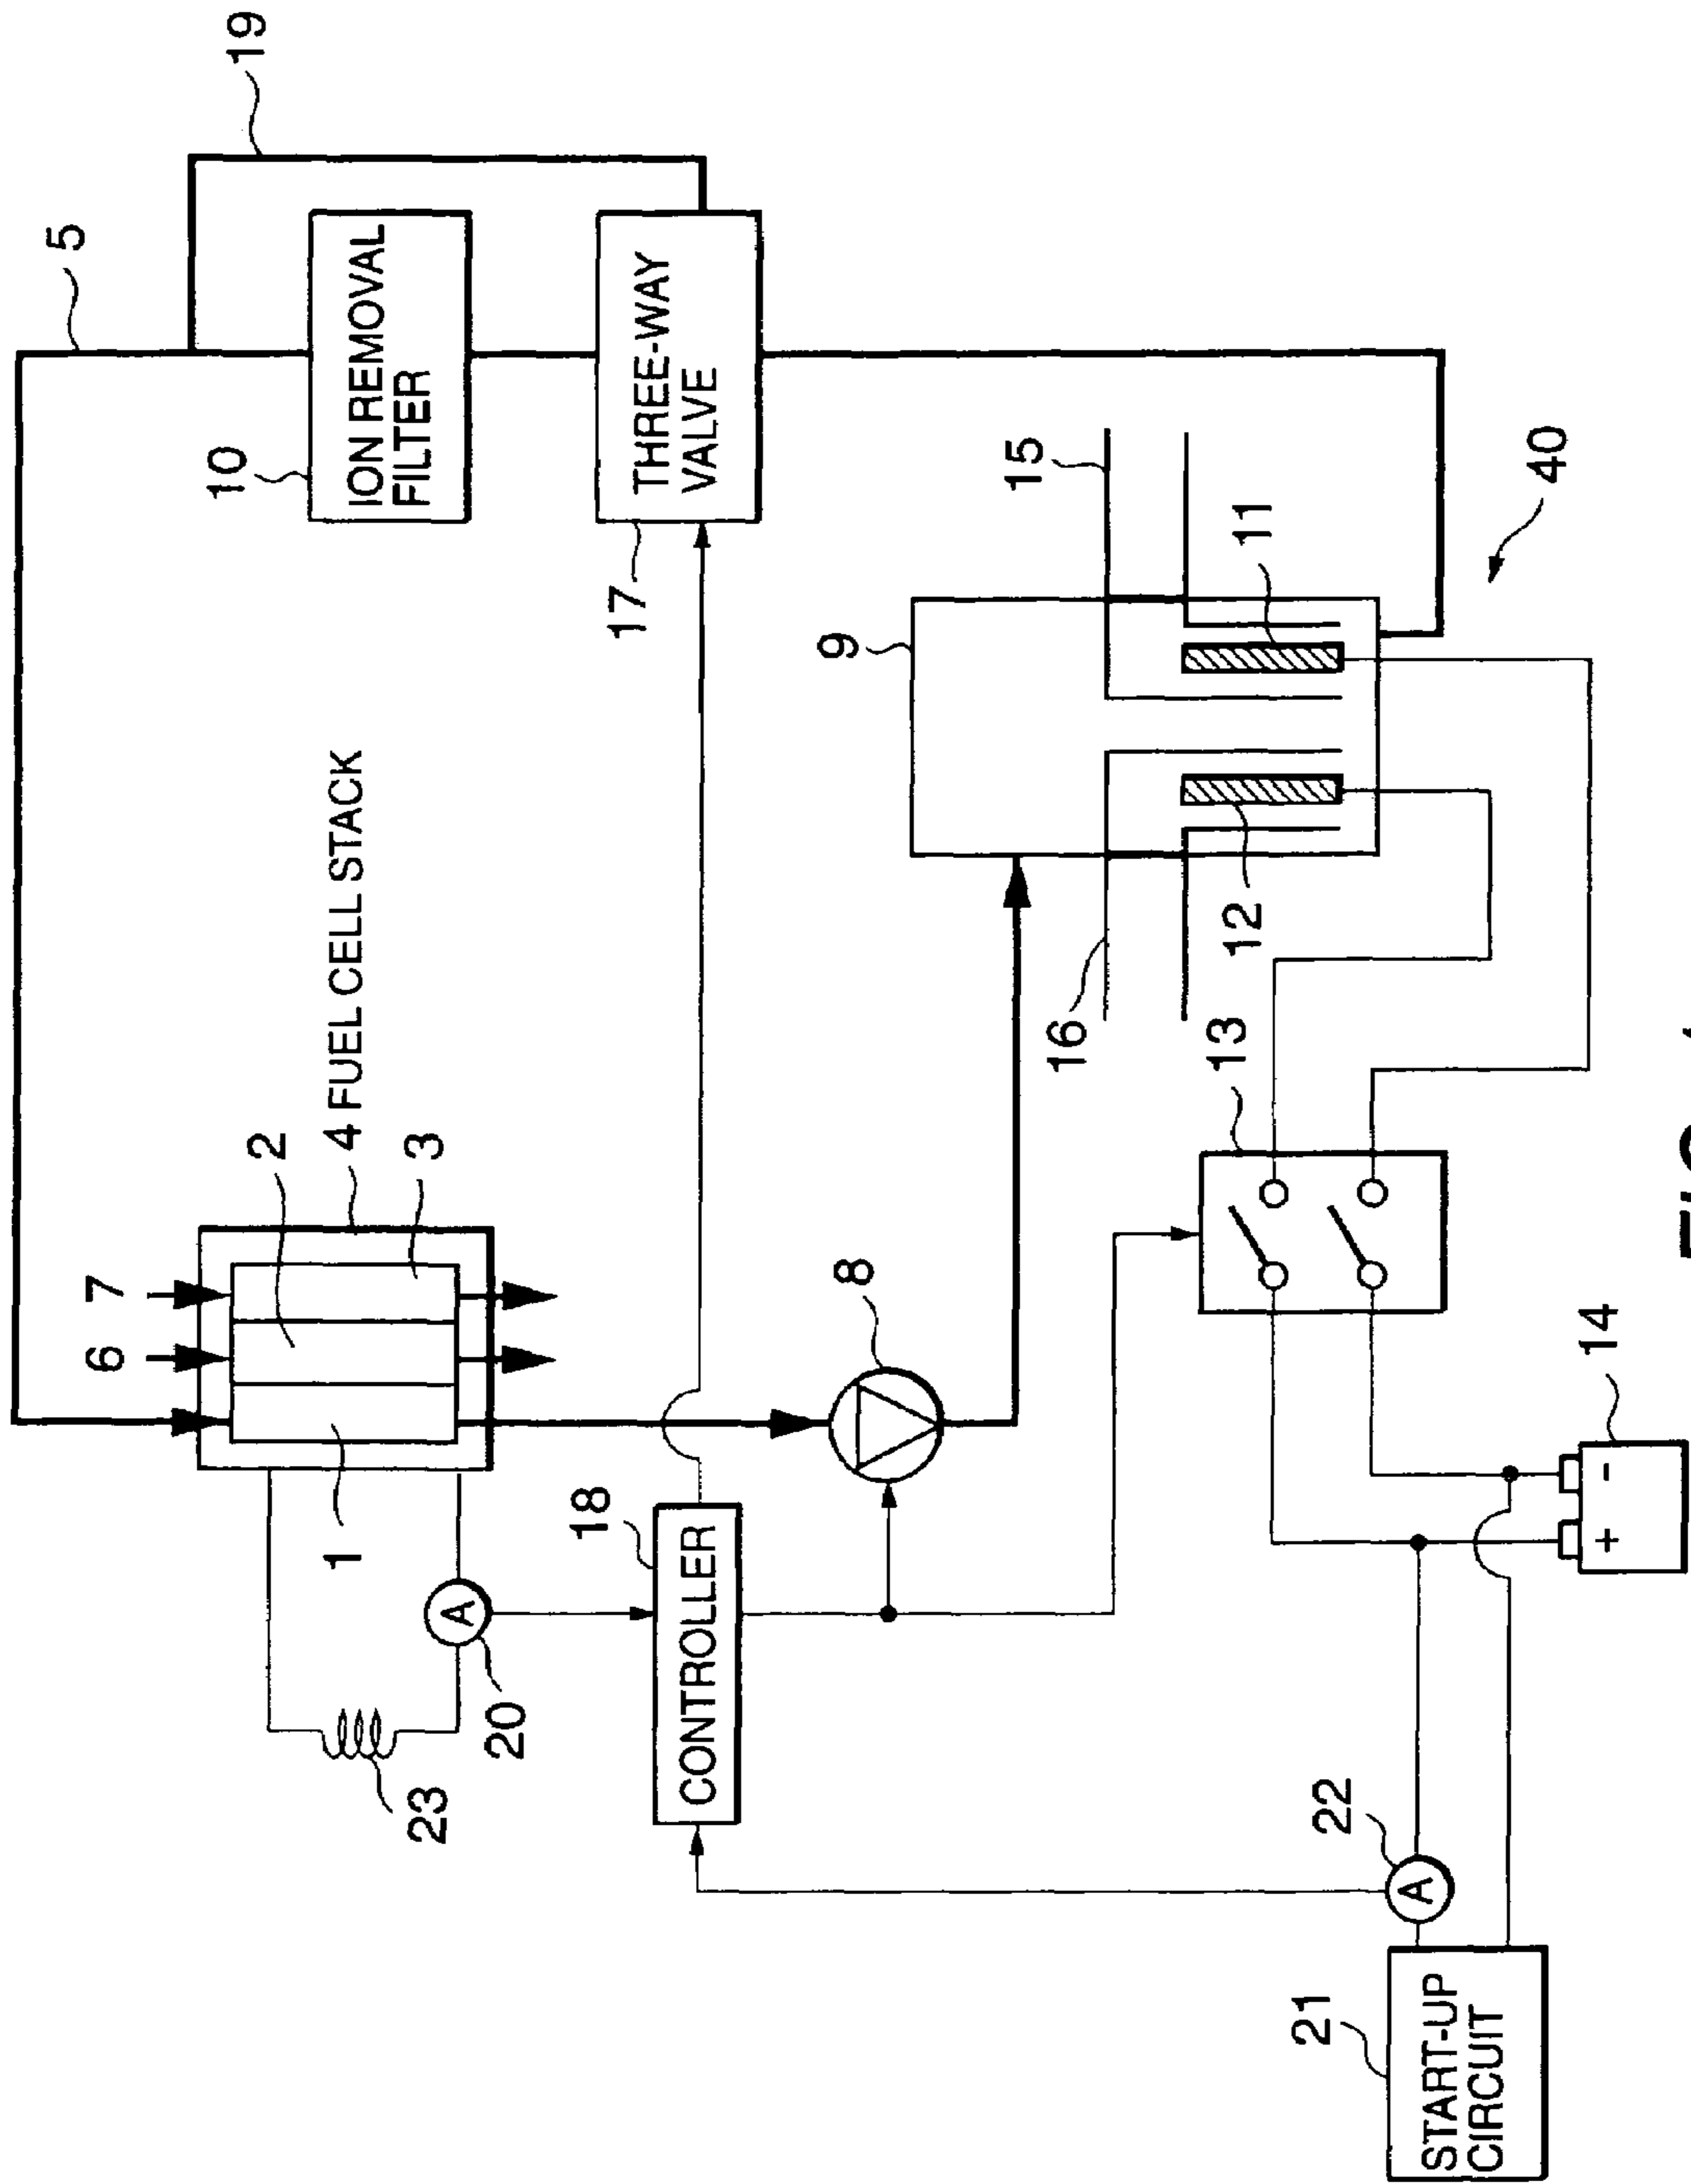 19
5
ION REMOVAL
FILTER
10
THREE-WAY
VALVE
17
15
11
40
9
12
16
4 FUEL CELL STACK
2
3
7
6
1
13
8
14
-
+
18
CONTROLLER
A
20
23
22
A
21
START-UP
CIRCUIT